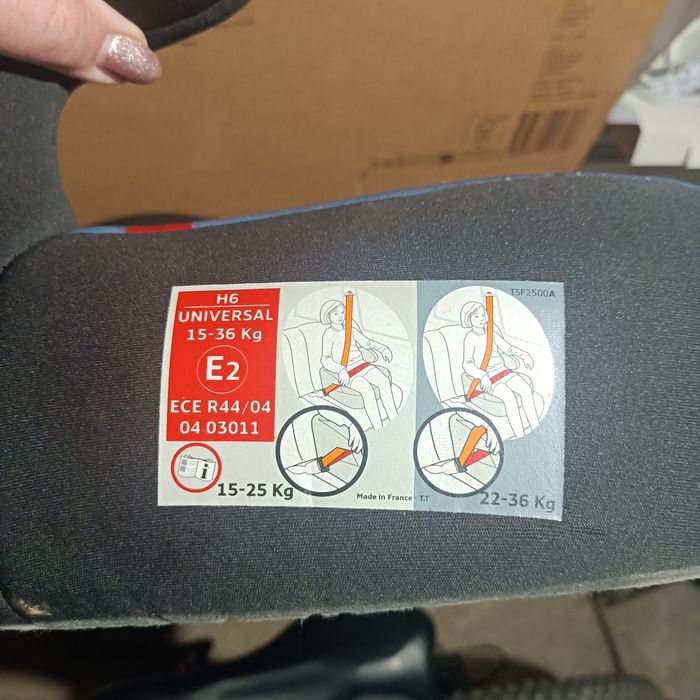 H6
UNIVERSAL
15-36 Kg
E2
ECE R44/04
04 03011
i
15-25 Kg
Made in France - T.T
TSF2500A
22-36 Kg